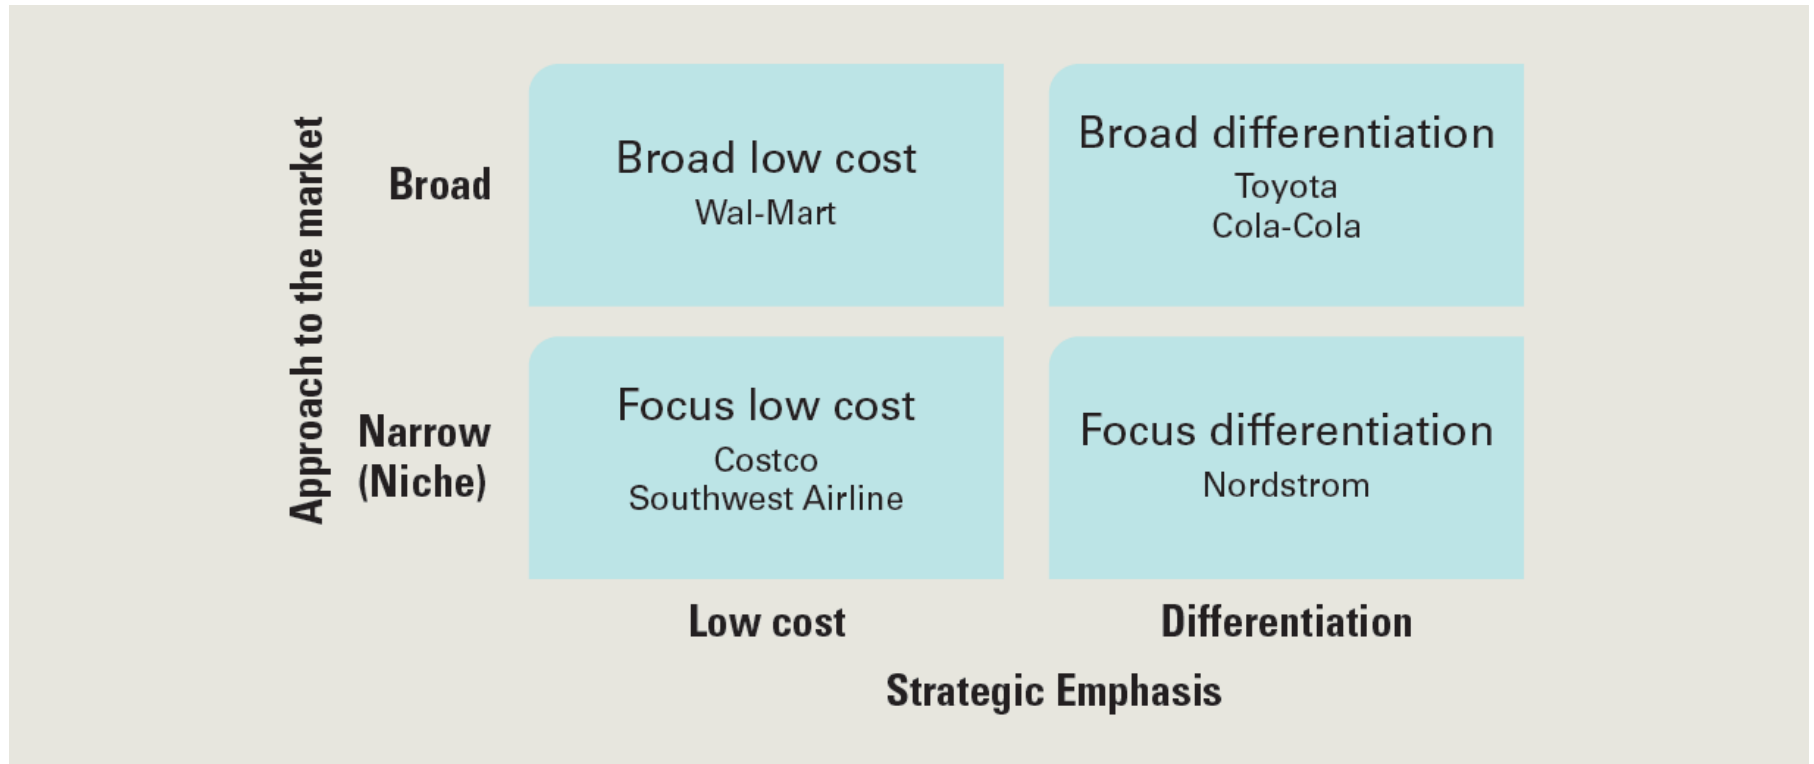 Approach to the market
Broad
Broad low cost
Wal-Mart
Broad differentiation
Toyota
Cola-Cola
Narrow
(Niche)
Focus low cost
Costco
Southwest Airline
Focus differentiation
Nordstrom
Low cost
Differentiation
Strategic Emphasis